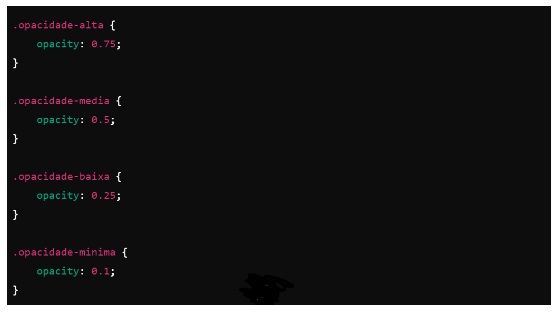 .opacidade-alta {
    opacity: 0.75;
}

.opacidade-media {
    opacity: 0.5;
}

.opacidade-baixa {
    opacity: 0.25;
}

.opacidade-minima {
    opacity: 0.1;
}